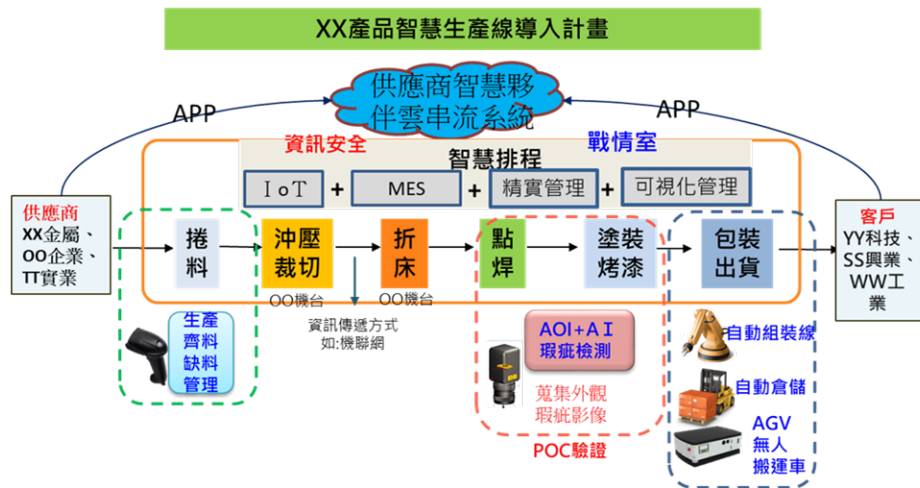 XX產品智慧生產線導入計畫
供應商智慧夥
伴雲串流系統
APP
APP
資訊安全
戰情室
智慧排程
IoT
+
MES
+
精實管理
+
可視化管理
供應商
XX金屬、
OO企業、
TT實業
捲
料
沖壓
裁切
折
床
點
焊
塗裝
烤漆
包裝
出貨
客戶
YY科技、
SS興業、
WW工
業
OO機台
OO機台
資訊傳遞方式
如:機聯網
生產
齊料
缺料
管理
AOI+AI
瑕疵檢測
蒐集外觀
瑕疵影像
POC驗證
自動組裝線
自動倉儲
AGV
無人
搬運車